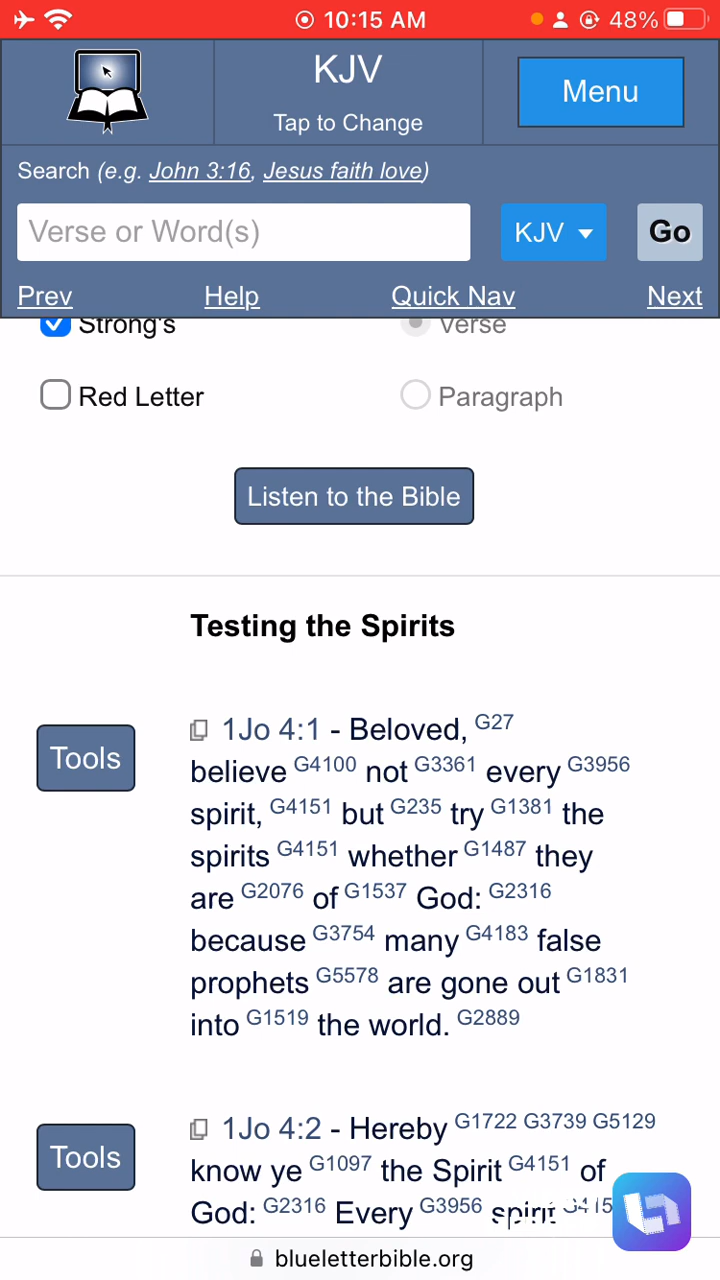 10:15 AM 48%
KJV
Tap to Change
Menu
Search (e.g. John 3:16, Jesus faith love)
Verse or Word(s) KJV Go
Prev Help Quick Nav Next
Strong's Verse
Red Letter Paragraph
Listen to the Bible
Testing the Spirits
Tools
1Jo 4:1 - Beloved, G27
believe G4100 not G3361 every G3956
spirit, G4151 but G235 try G1381 the
spirits G4151 whether G1487 they
are G2076 of G1537 God: G2316
because G3754 many G4183 false
prophets G5578 are gone out G1831
into G1519 the world. G2889
Tools
1Jo 4:2 - Hereby G1722 G3739 G5129
know ye G1097 the Spirit G4151 of
God: G2316 Every G3956 spirit
blueletterbible.org